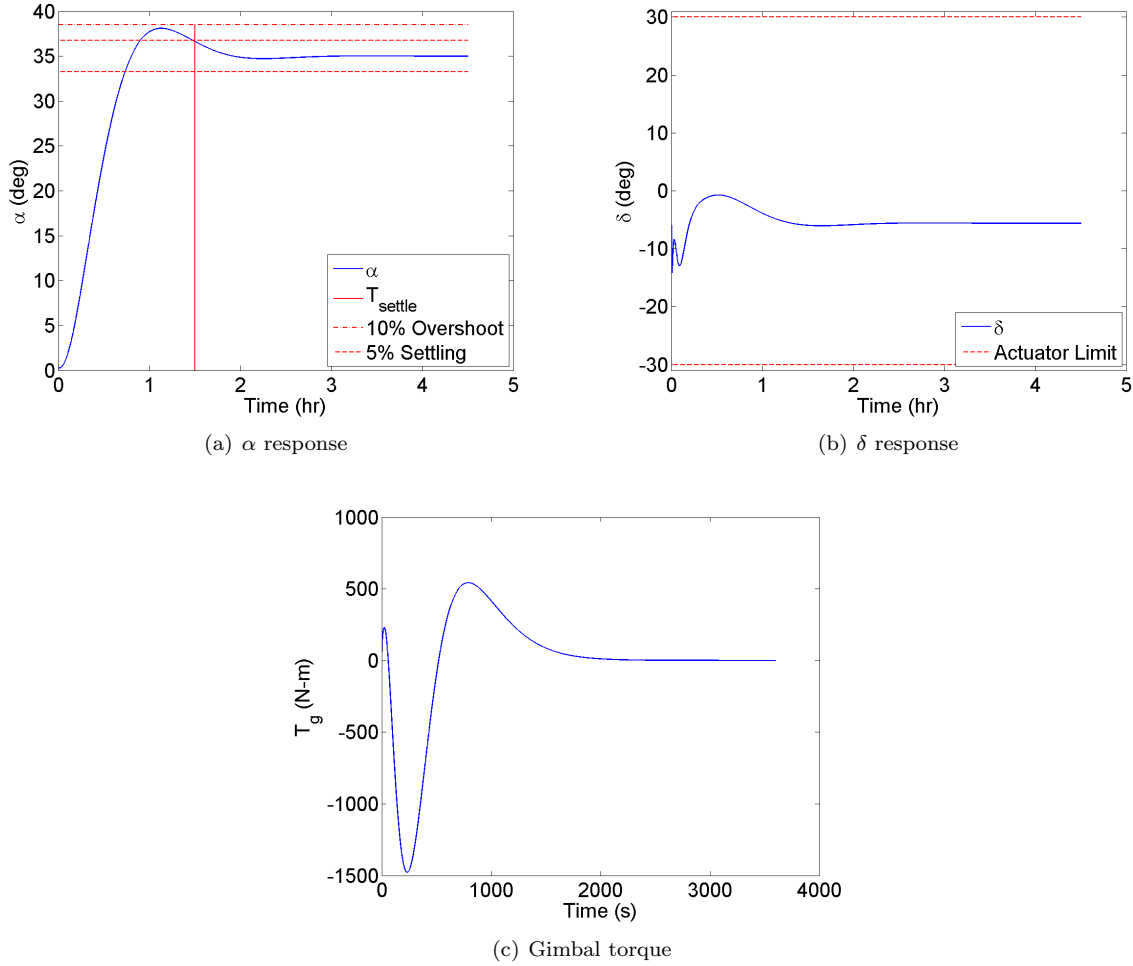 40
35
30
25
20
15
10
5
0
α (deg)
0 1 2 3 4 5
Time (hr)
α
T_settle
10% Overshoot
5% Settling
(a) α response
30
20
10
0
-10
-20
-30
δ (deg)
0 1 2 3 4 5
Time (hr)
δ
Actuator Limit
(b) δ response
1000
500
0
-500
-1000
-1500
T_g (N-m)
0 1000 2000 3000 4000
Time (s)
(c) Gimbal torque